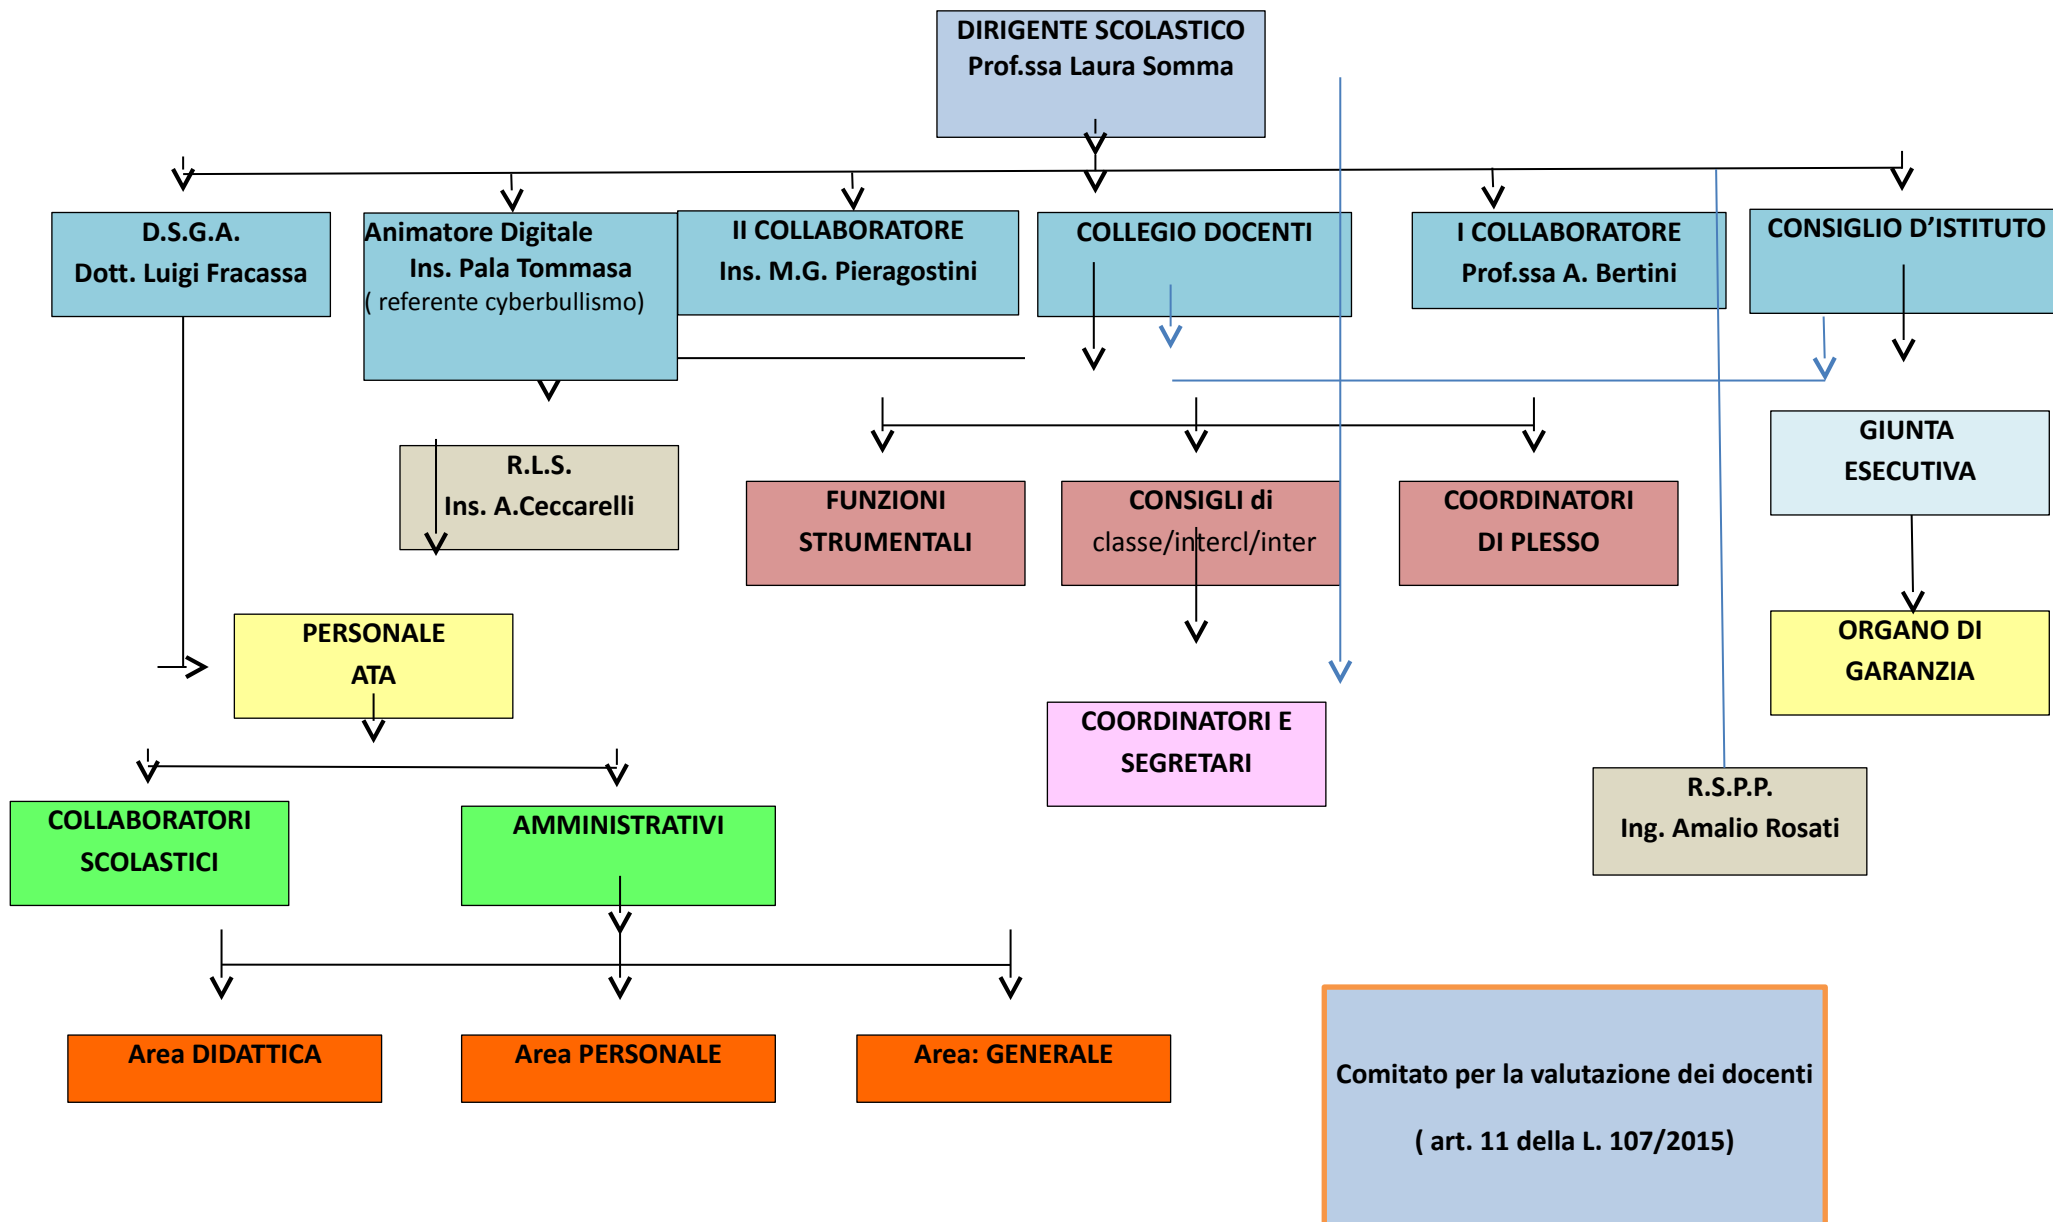 DIRIGENTE SCOLASTICO
Prof.ssa Laura Somma
D.S.G.A.
Dott. Luigi Fracassa
Animatore Digitale
Ins. Pala Tommasa
( referente cyberbullismo)
II COLLABORATORE
Ins. M.G. Pieragostini
COLLEGIO DOCENTI
I COLLABORATORE
Prof.ssa A. Bertini
CONSIGLIO D’ISTITUTO
R.L.S.
Ins. A.Ceccarelli
FUNZIONI
STRUMENTALI
CONSIGLI di
classe/intercl/inter
COORDINATORI
DI PLESSO
GIUNTA
ESECUTIVA
PERSONALE
ATA
COORDINATORI E
SEGRETARI
ORGANO DI
GARANZIA
COLLABORATORI
SCOLASTICI
AMMINISTRATIVI
R.S.P.P.
Ing. Amalio Rosati
Area DIDATTICA
Area PERSONALE
Area: GENERALE
Comitato per la valutazione dei docenti
( art. 11 della L. 107/2015)